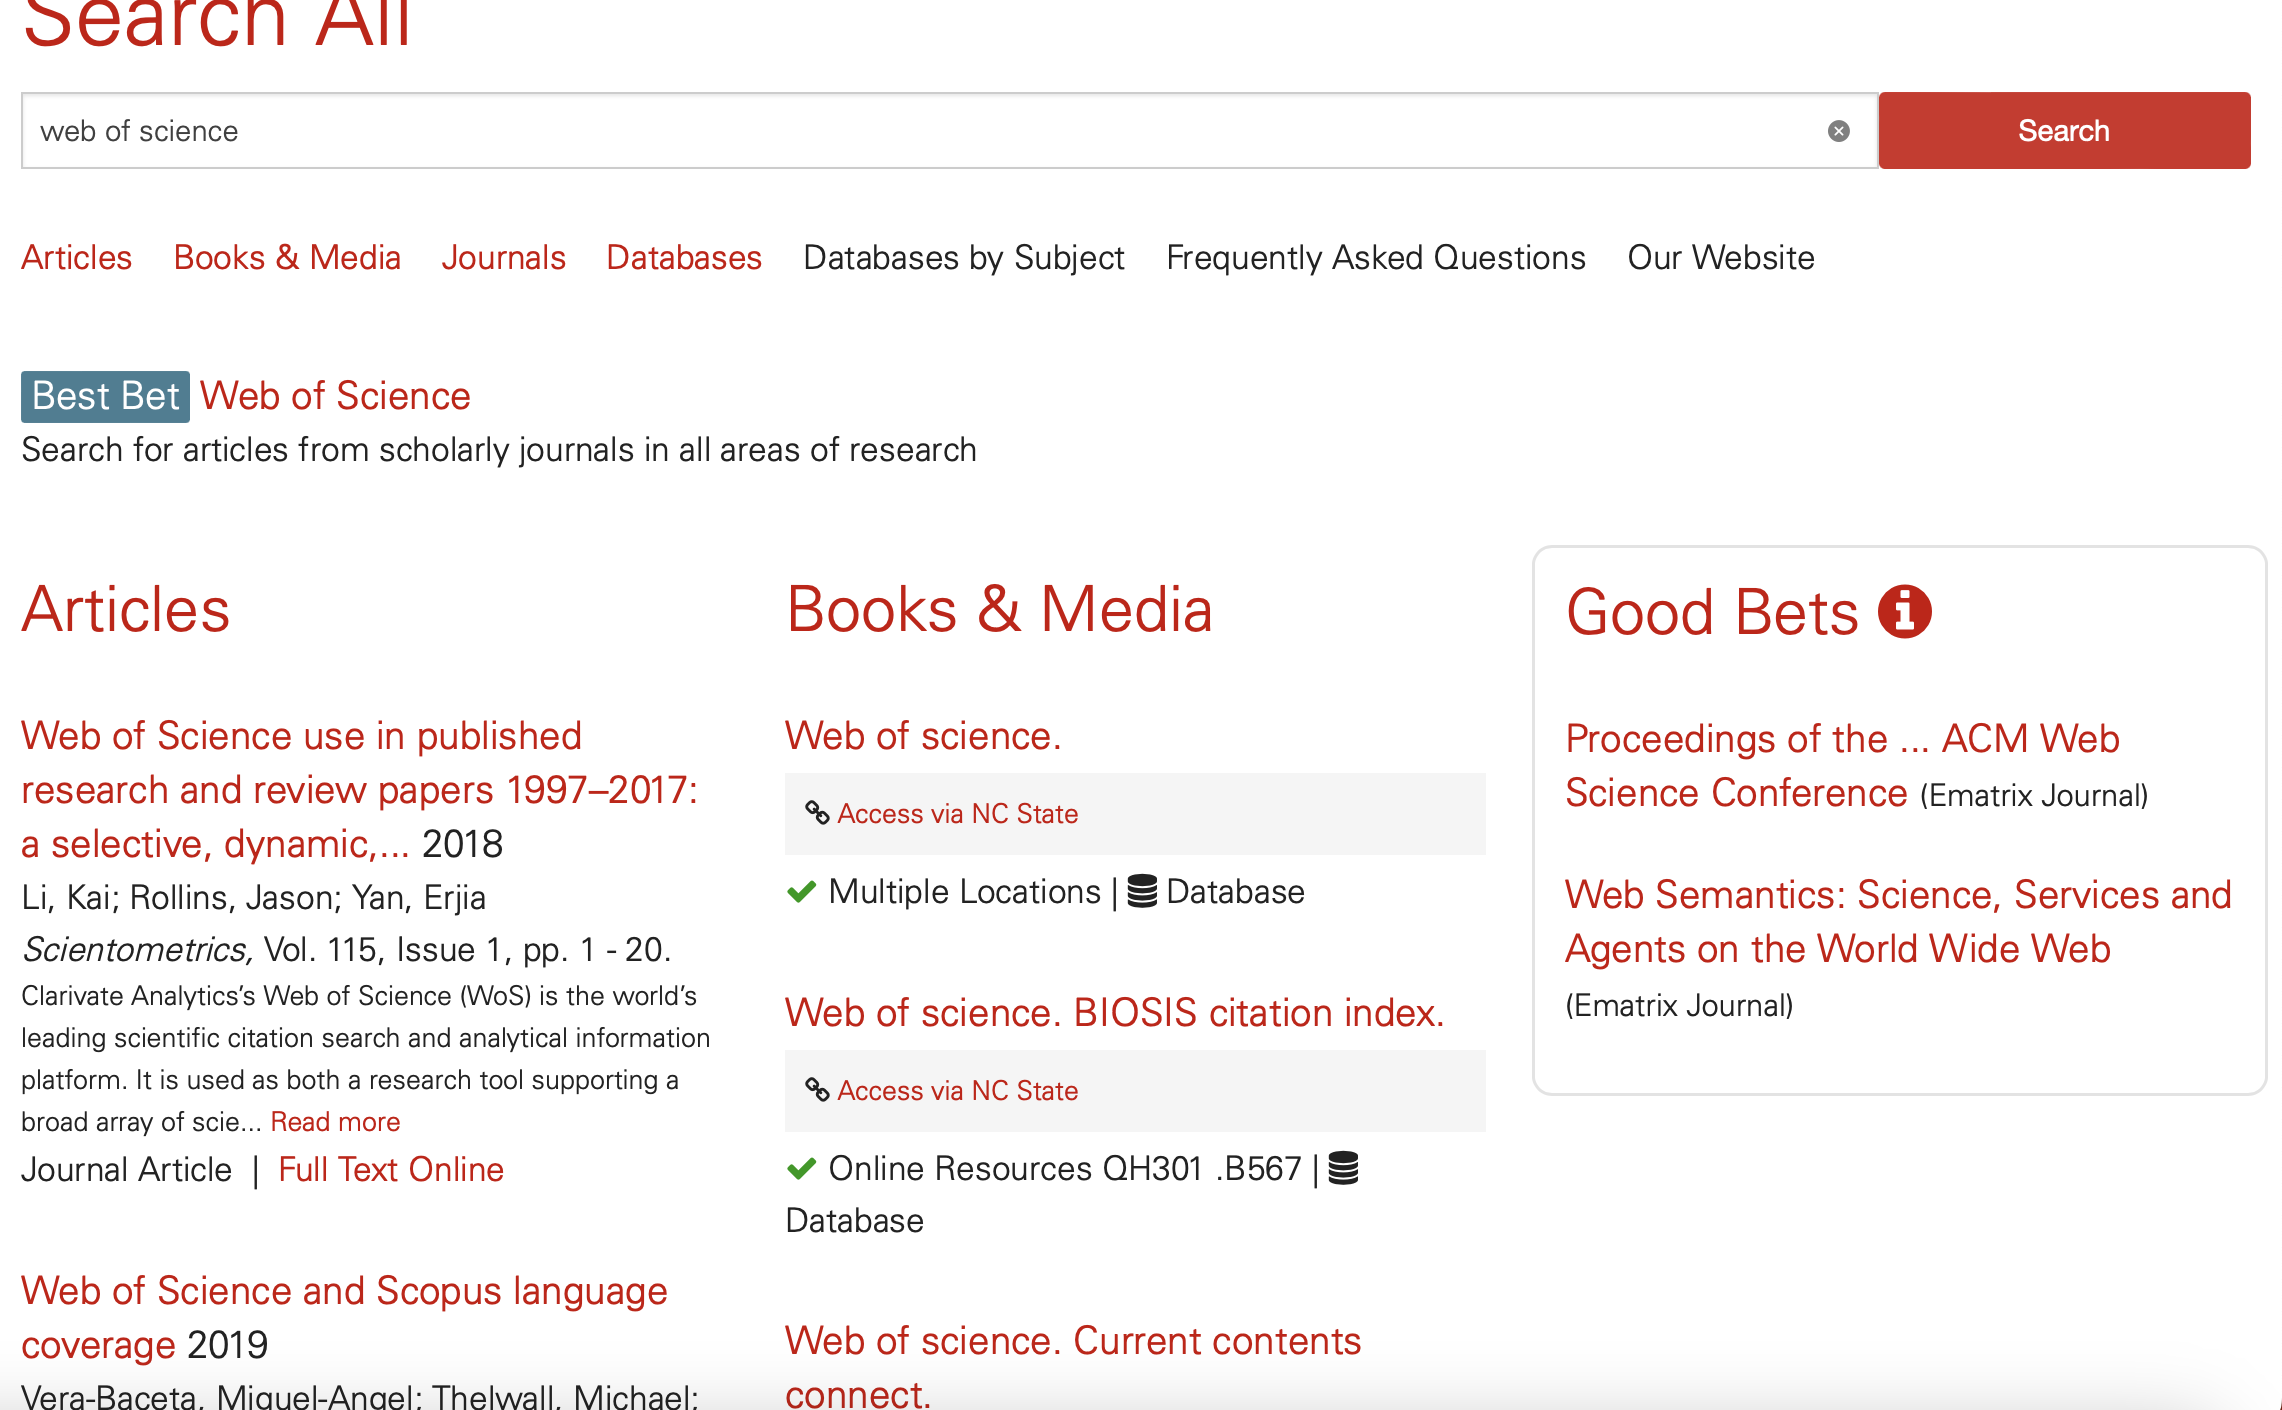 Search All
web of science
Search
Articles Books & Media Journals Databases Databases by Subject Frequently Asked Questions Our Website
Best Bet Web of Science
Search for articles from scholarly journals in all areas of research
Articles
Web of Science use in published
research and review papers 1997–2017:
a selective, dynamic,... 2018
Li, Kai; Rollins, Jason; Yan, Erjia
Scientometrics, Vol. 115, Issue 1, pp. 1 - 20.
Clarivate Analytics’s Web of Science (WoS) is the world’s
leading scientific citation search and analytical information
platform. It is used as both a research tool supporting a
broad array of scie... Read more
Journal Article | Full Text Online
Web of Science and Scopus language
coverage 2019
Vera-Baceta, Miguel-Angel; Thelwall, Michael;
Books & Media
Web of science.
Access via NC State
Multiple Locations | Database
Web of science. BIOSIS citation index.
Access via NC State
Online Resources QH301 .B567 |
Database
Web of science. Current contents
connect.
Good Bets
Proceedings of the ... ACM Web
Science Conference (Ematrix Journal)
Web Semantics: Science, Services and
Agents on the World Wide Web
(Ematrix Journal)